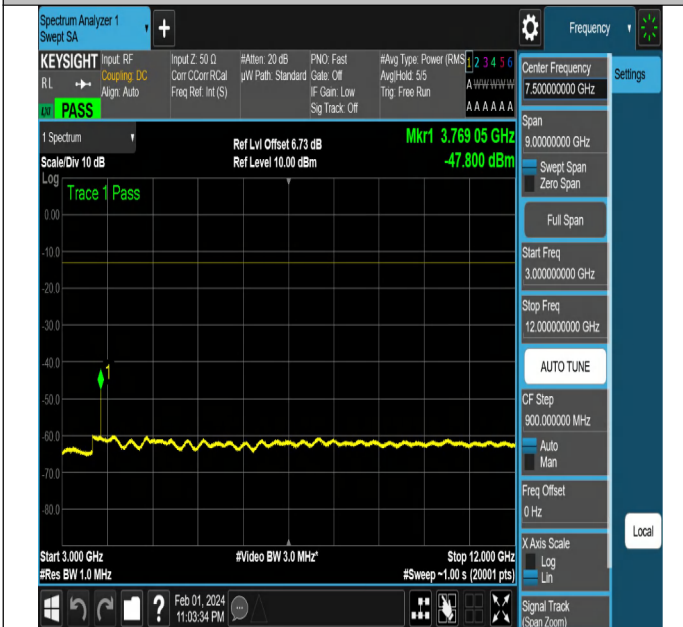 Spectrum Analyzer 1
Swept SA
Frequency
KEYSIGHT
RL
LXI
PASS
Input: RF
Coupling: DC
Align: Auto
Input Z: 50 Ω
Corr CCorr RCal
Freq Ref: Int (S)
#Atten: 20 dB
µW Path: Standard
PNO: Fast
Gate: Off
IF Gain: Low
Sig Track: Off
#Avg Type: Power (RMS
Avg|Hold: 5/5
Trig: Free Run
1 2 3 4 5 6
A W W W W W
A A A A A A
1 Spectrum
Scale/Div 10 dB
Ref Lvl Offset 6.73 dB
Ref Level 10.00 dBm
Mkr1 3.769 05 GHz
-47.800 dBm
Log
Trace 1 Pass
0.00
-10.0
-20.0
-30.0
-40.0
-50.0
-60.0
-70.0
-80.0
1
Start 3.000 GHz
#Res BW 1.0 MHz
#Video BW 3.0 MHz*
Stop 12.000 GHz
#Sweep ~1.00 s (20001 pts)
Feb 01, 2024
11:03:34 PM
Center Frequency
7.500000000 GHz
Settings
Span
9.00000000 GHz
Swept Span
Zero Span
Full Span
Start Freq
3.000000000 GHz
Stop Freq
12.000000000 GHz
AUTO TUNE
CF Step
900.000000 MHz
Auto
Man
Freq Offset
0 Hz
X Axis Scale
Log
Lin
Local
Signal Track
(Span Zoom)